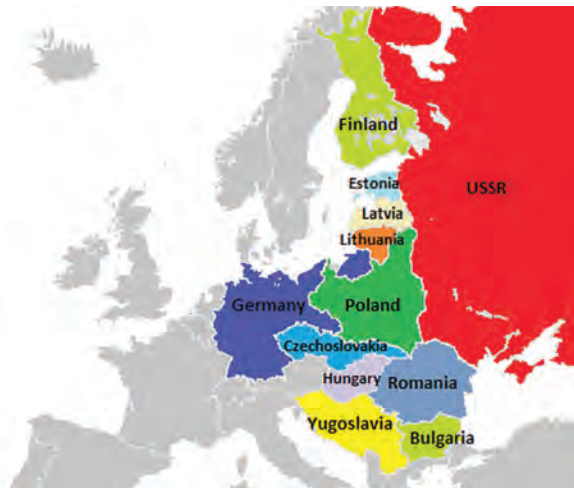 Finland
Estonia
USSR
Latvia
Lithuania
Germany
Poland
Czechoslovakia
Hungary
Romania
Yugoslavia
Bulgaria